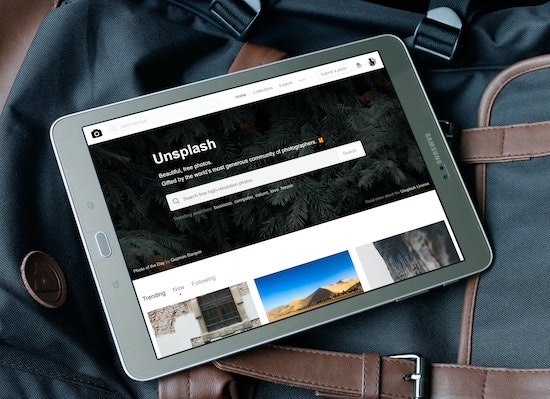 Home Collections Explore ··· Submit a photo
Unsplash
Beautiful, free photos.
Gifted by the world's most generous community of photographers.
Search free high-resolution photos Search
Trending searches: business, computer, nature, love, house
Photo of the Day by
Read more about the Unsplash License
Trending New Following
SAMSUNG